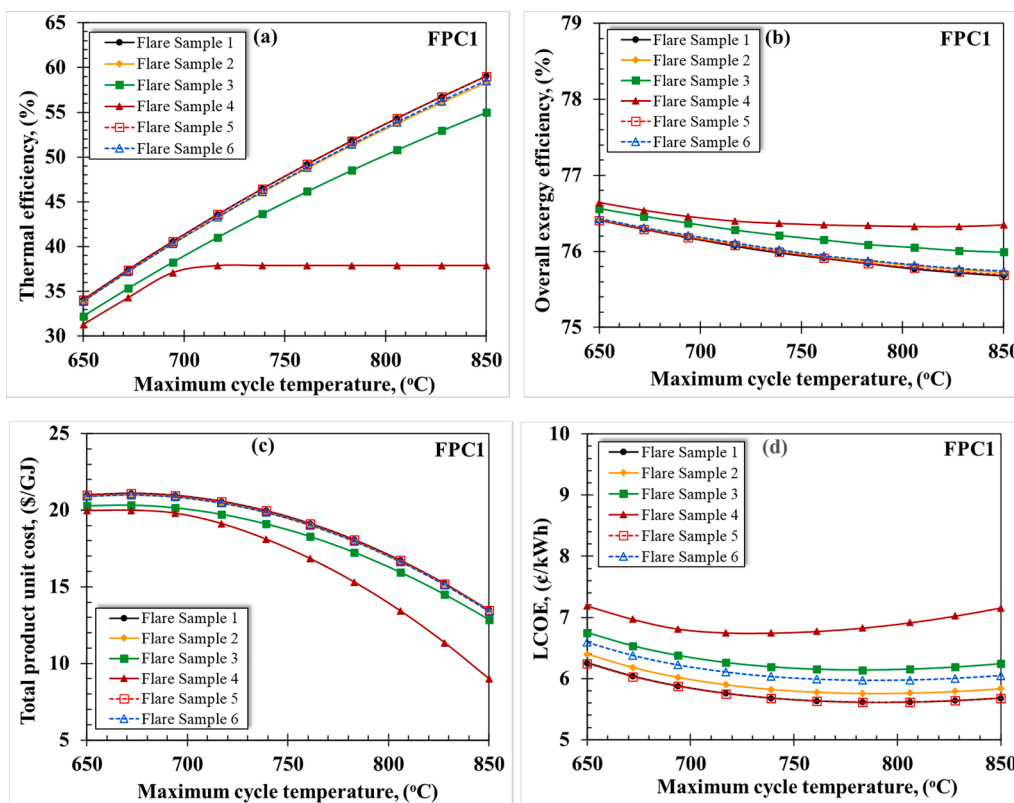 (a)
FPC1
Flare Sample 1
Flare Sample 2
Flare Sample 3
Flare Sample 4
Flare Sample 5
Flare Sample 6
Thermal efficiency, (%)
65
60
55
50
45
40
35
30
650
700
750
800
850
Maximum cycle temperature, (°C)
(b)
FPC1
Flare Sample 1
Flare Sample 2
Flare Sample 3
Flare Sample 4
Flare Sample 5
Flare Sample 6
Overall exergy efficiency, (%)
79
78
77
76
75
650
700
750
800
850
Maximum cycle temperature, (°C)
(c)
FPC1
Total product unit cost, ($/GJ)
25
20
15
10
5
Flare Sample 1
Flare Sample 2
Flare Sample 3
Flare Sample 4
Flare Sample 5
Flare Sample 6
650
700
750
800
850
Maximum cycle temperature, (°C)
(d)
FPC1
Flare Sample 1
Flare Sample 2
Flare Sample 3
Flare Sample 4
Flare Sample 5
Flare Sample 6
LCOE, (¢/kWh)
10
9
8
7
6
5
650
700
750
800
850
Maximum cycle temperature, (°C)